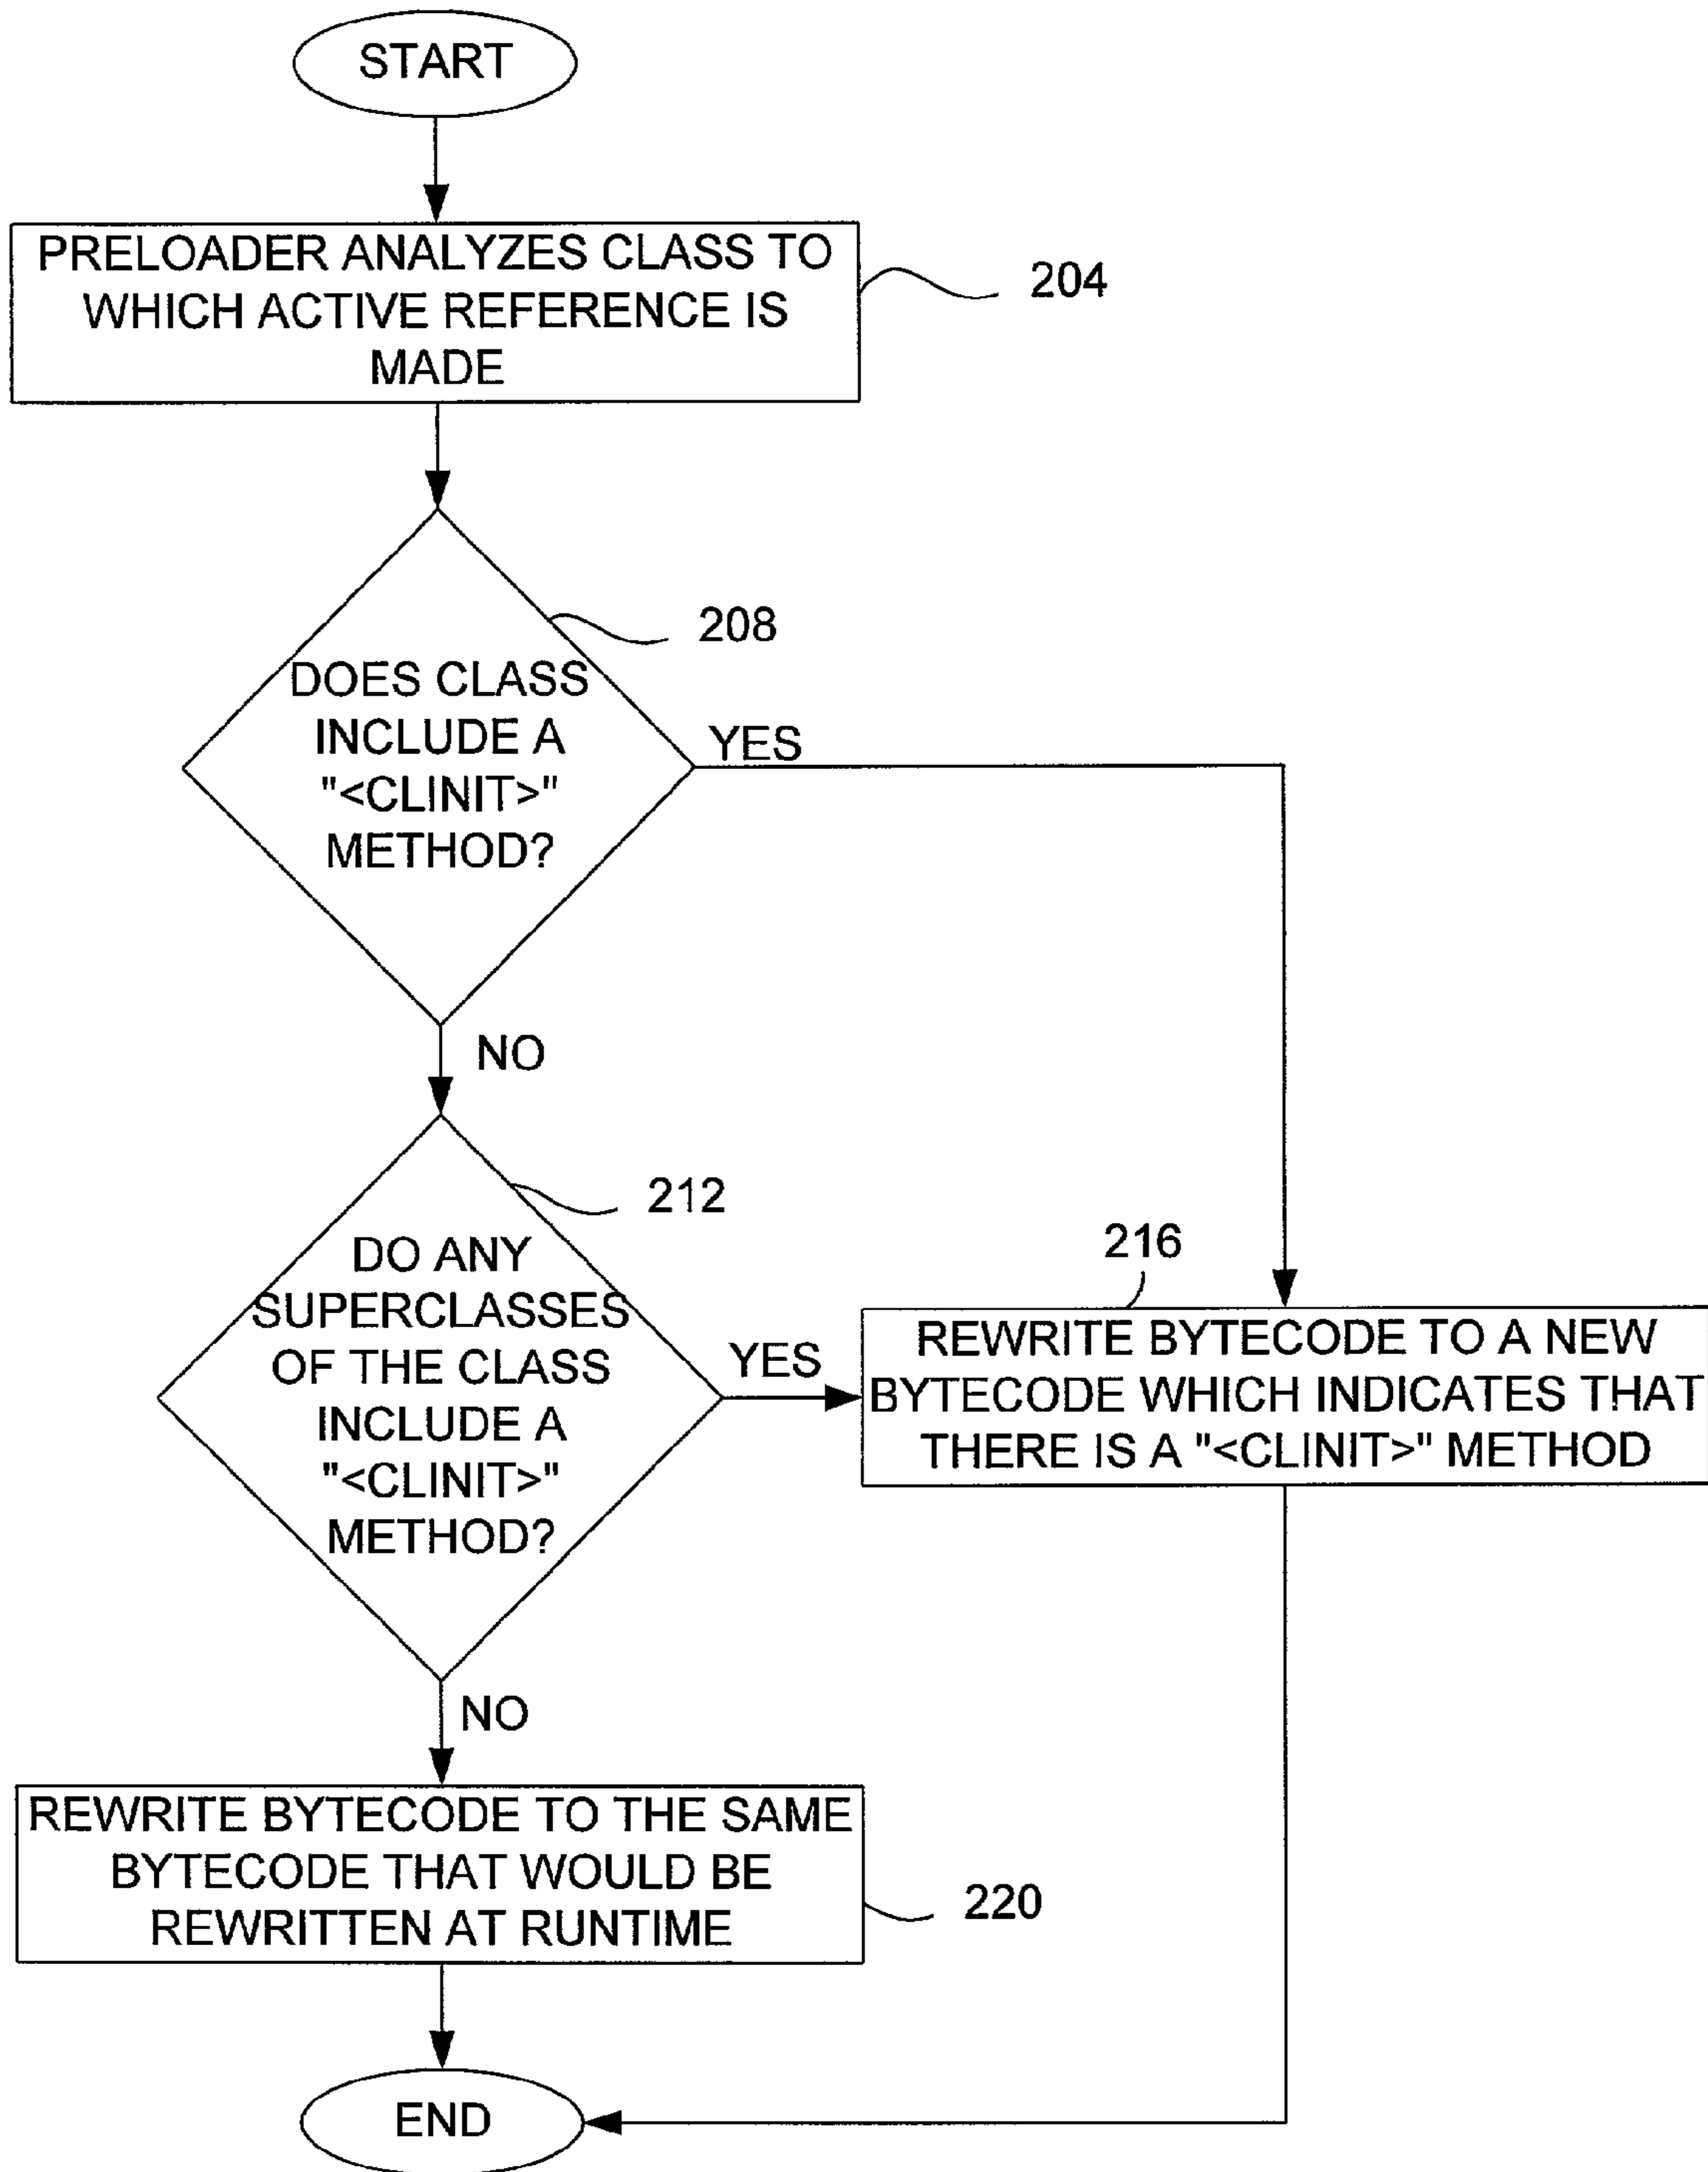 START
PRELOADER ANALYZES CLASS TO
WHICH ACTIVE REFERENCE IS
MADE
204
208
DOES CLASS
INCLUDE A
"<CLINIT>"
METHOD?
YES
NO
212
DO ANY
SUPERCLASSES
OF THE CLASS
INCLUDE A
"<CLINIT>"
METHOD?
YES
216
REWRITE BYTECODE TO A NEW
BYTECODE WHICH INDICATES THAT
THERE IS A "<CLINIT>" METHOD
NO
REWRITE BYTECODE TO THE SAME
BYTECODE THAT WOULD BE
REWRITTEN AT RUNTIME
220
END